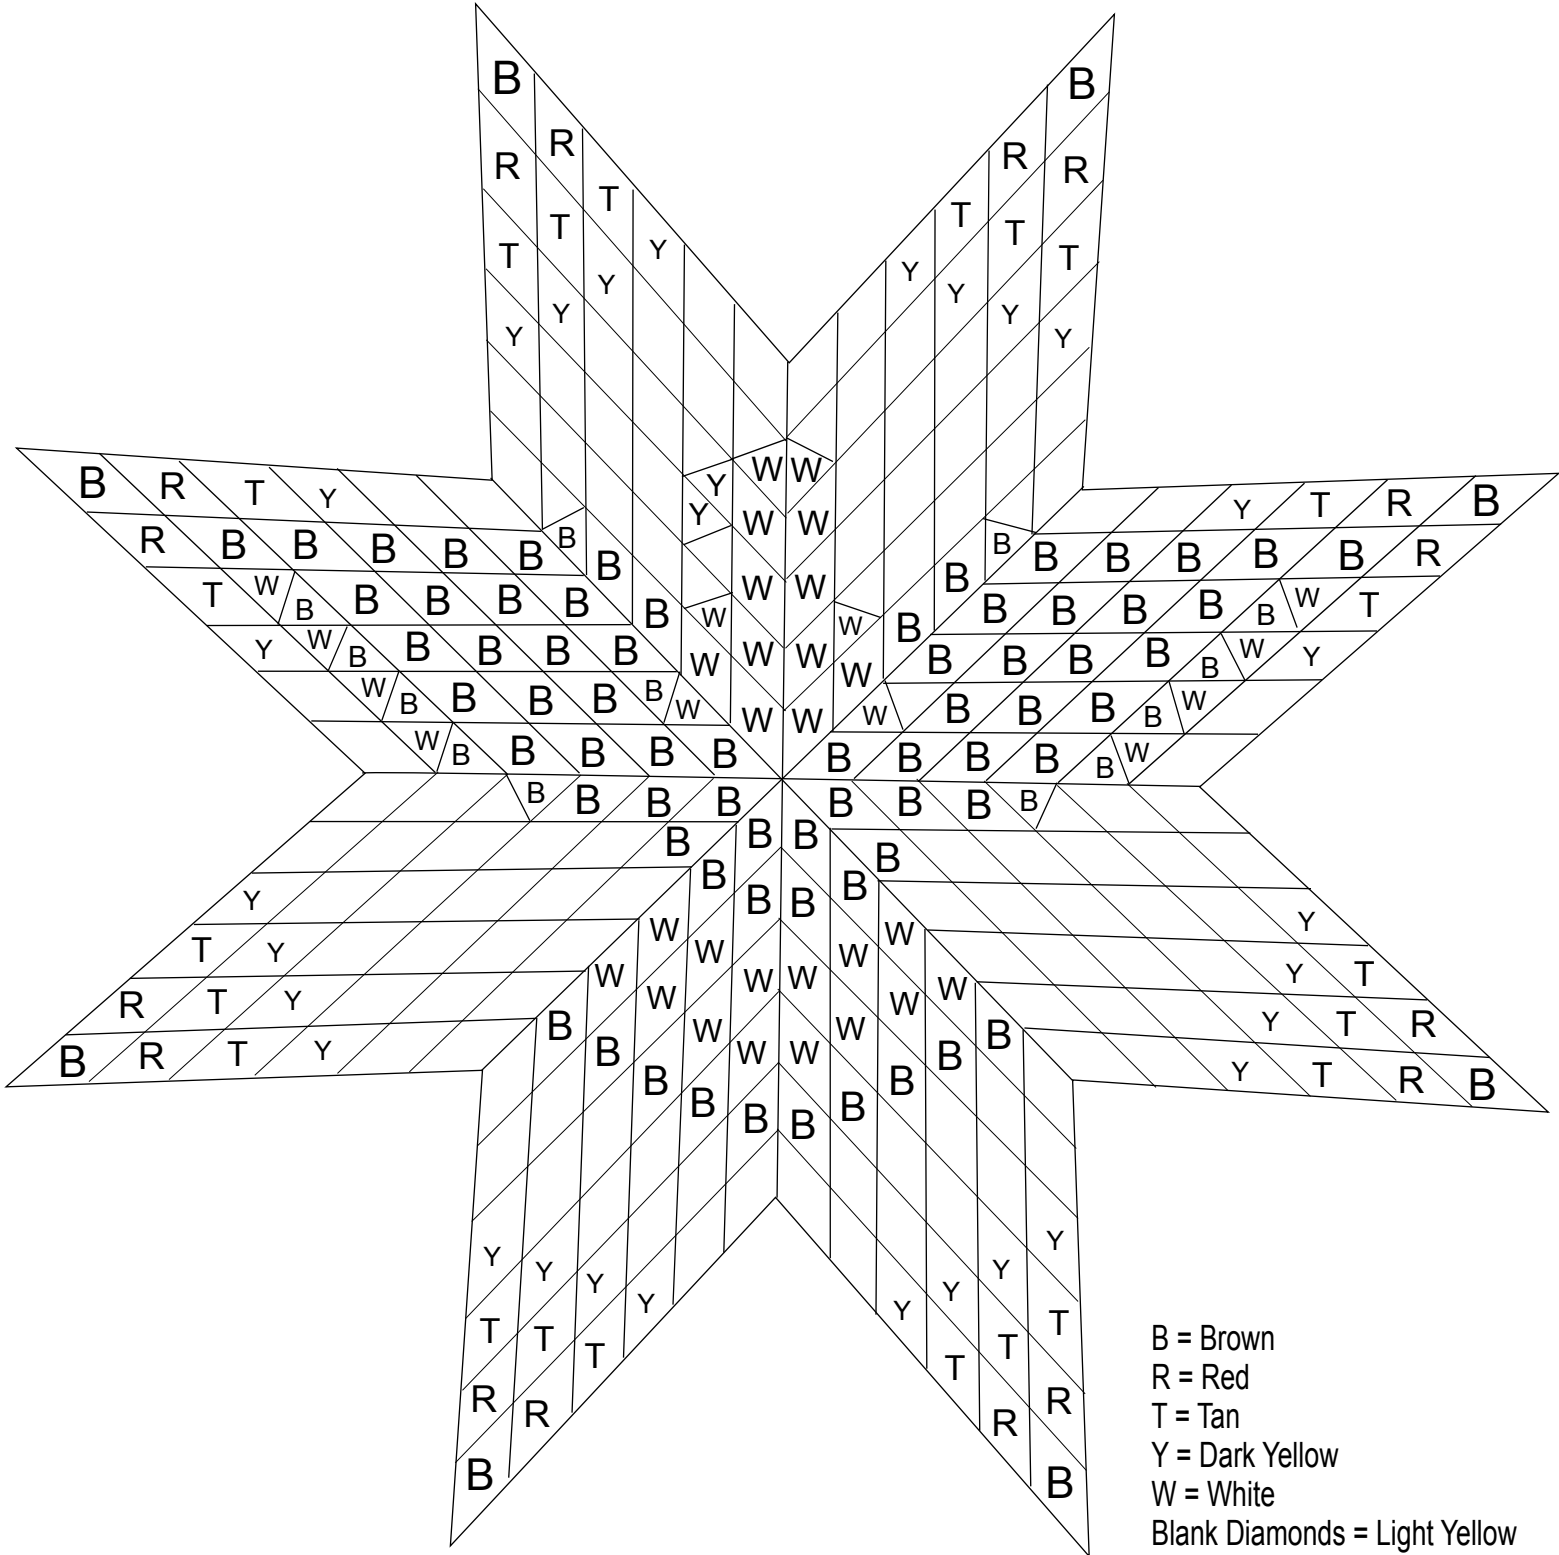 B B
R R
R R
T T
T T
T T
Y Y
Y Y
Y Y
Y Y
W W
B R T Y Y Y T R B
Y W W
R B B B B B B B B B B B B B R
B B
T W B B B B B W W B B B B B W T
B W W B
Y W B B B B B W W W B B B B B W Y
W B B B B B W W W W B B B B W
W B B B B B B B B B B W
B B B B B B B B
B B B B
B B
Y B B Y
W W W W
T Y W W W W Y T
R T Y B W W W W B Y T R
B R T Y B B W W B B Y T R B
B B B B
B B
Y Y Y Y
Y Y
Y Y
T T T T
T T
R R R R
B B
B = Brown
R = Red
T = Tan
Y = Dark Yellow
W = White
Blank Diamonds = Light Yellow